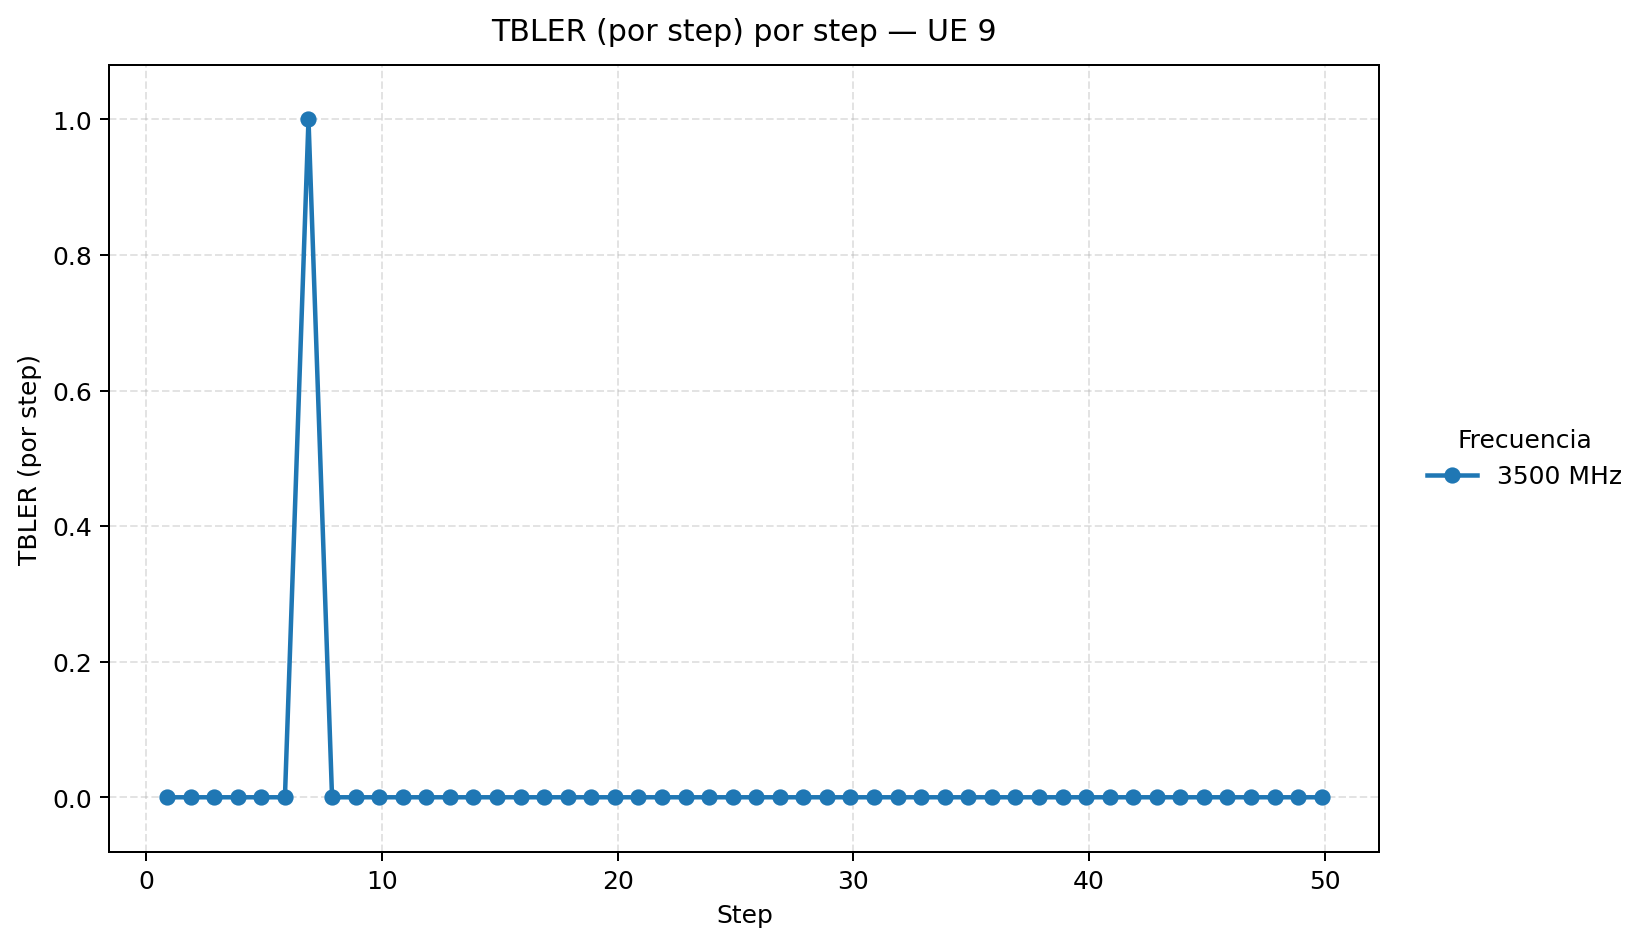 TBLER (por step) por step — UE 9
TBLER (por step)
1.0
0.8
0.6
0.4
0.2
0.0
0
10
20
30
40
50
Step
Frecuencia
3500 MHz